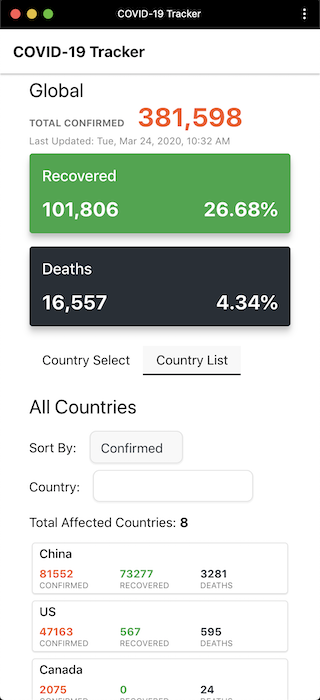 COVID-19 Tracker
COVID-19 Tracker
Global
TOTAL CONFIRMED 381,598
Last Updated: Tue, Mar 24, 2020, 10:32 AM
Recovered
101,806 26.68%
Deaths
16,557 4.34%
Country Select Country List
All Countries
Sort By: Confirmed
Country:
Total Affected Countries: 8
China
81552 73277 3281
CONFIRMED RECOVERED DEATHS
US
47163 567 595
CONFIRMED RECOVERED DEATHS
Canada
2075 0 24
CONFIRMED RECOVERED DEATHS